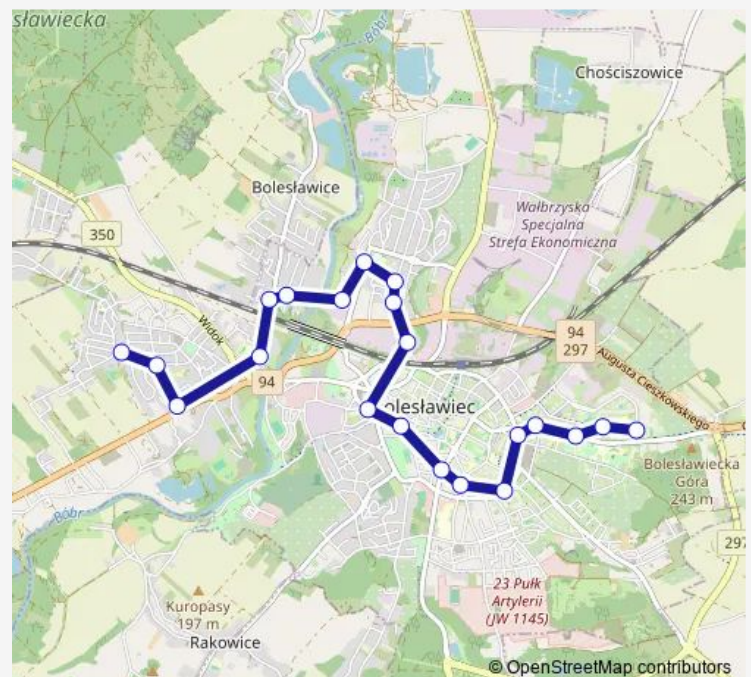 sławiecka
Bóbr
Chościszowice
Bolesławice
Wałbrzyska
Specjalna
Strefa Ekonomiczna
350
Widok
94
94
297
Augusta Cieszkowskiego
olesławiec
Bolesławiecka
Góra
243 m
Bóbr
297
23 Pułk
Artylerii
(JW 1145)
Kuropasy
197 m
Rakowice
© OpenStreetMap contributors